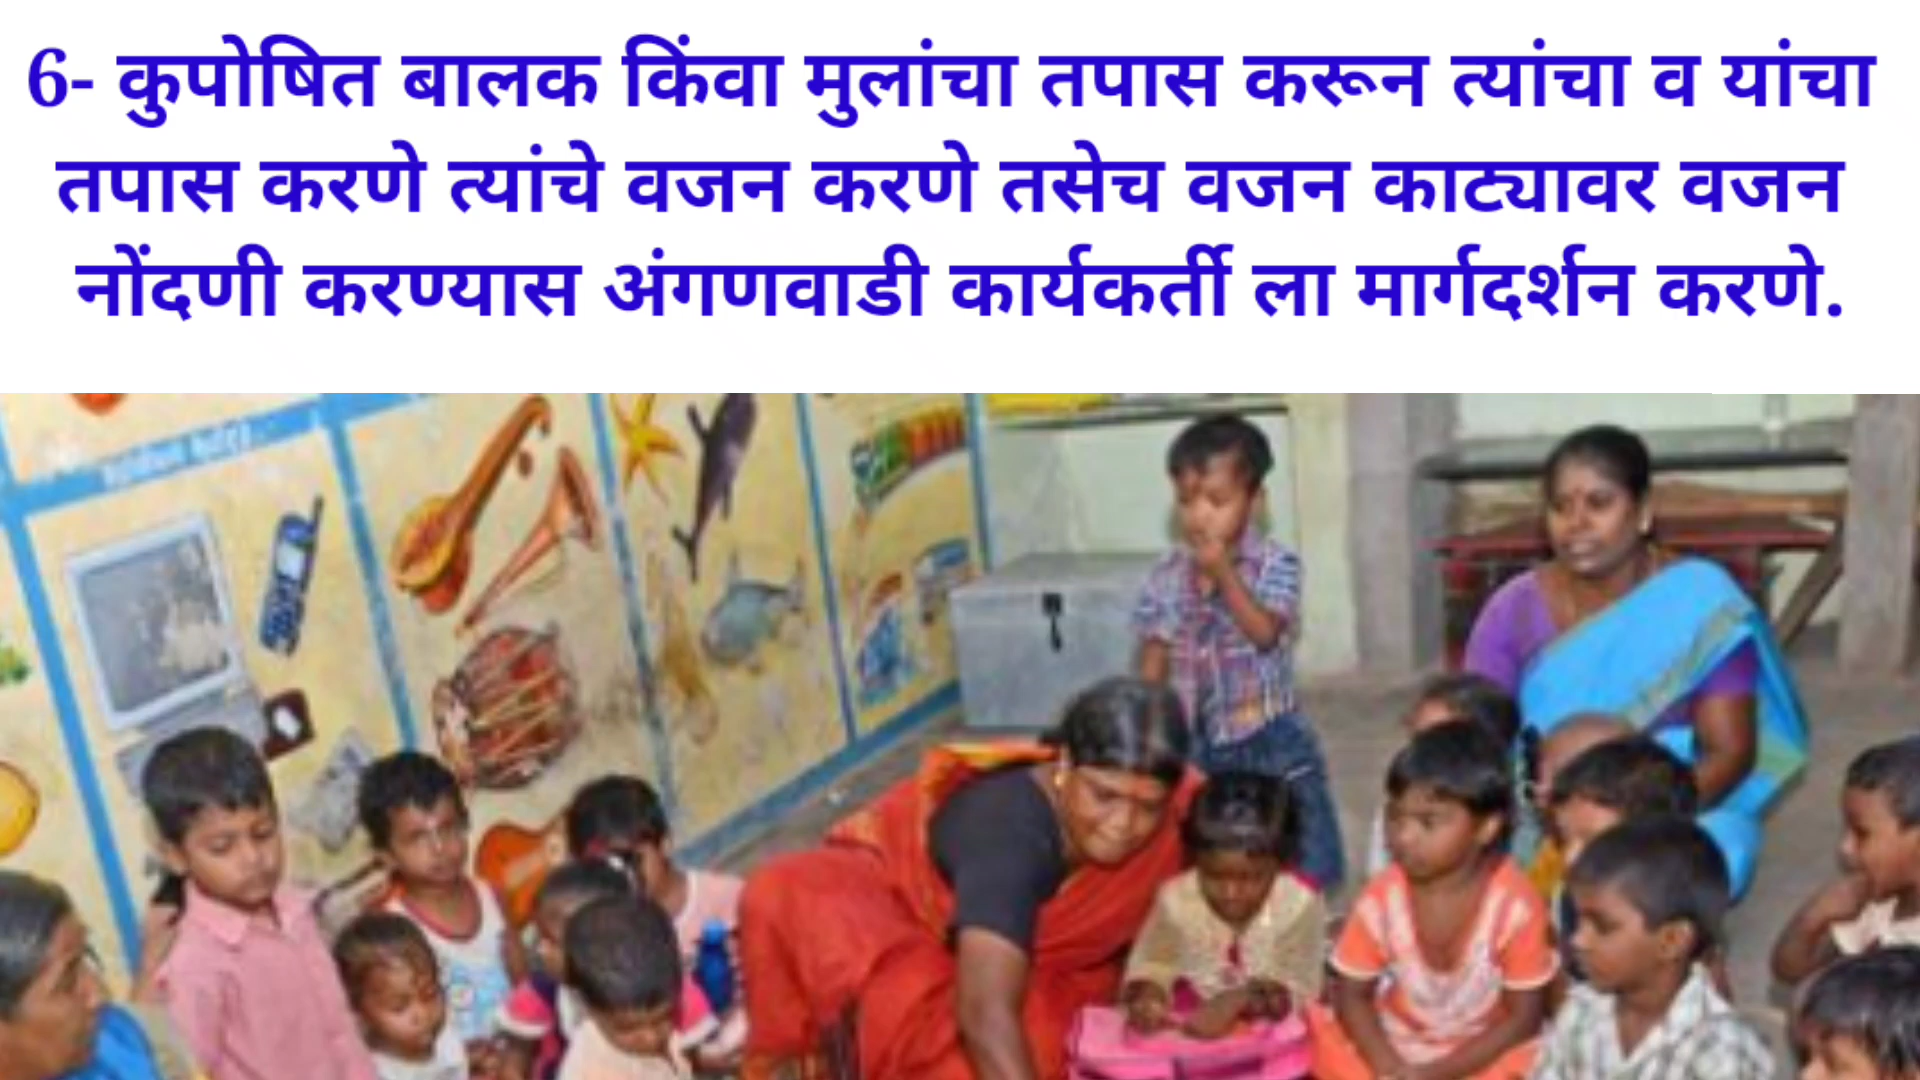 6- कुपोषित बालक किंवा मुलांचा तपास करून त्यांचा व यांचा
तपास करणे त्यांचे वजन करणे तसेच वजन काट्यावर वजन
नोंदणी करण्यास अंगणवाडी कार्यकर्ती ला मार्गदर्शन करणे.